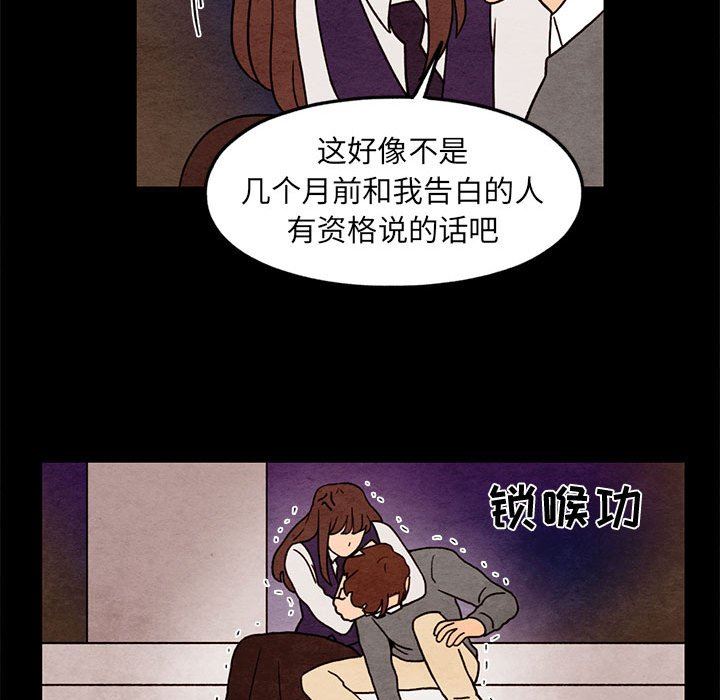 这好像不是
几个月前和我告白的人
有资格说的话吧
锁喉功